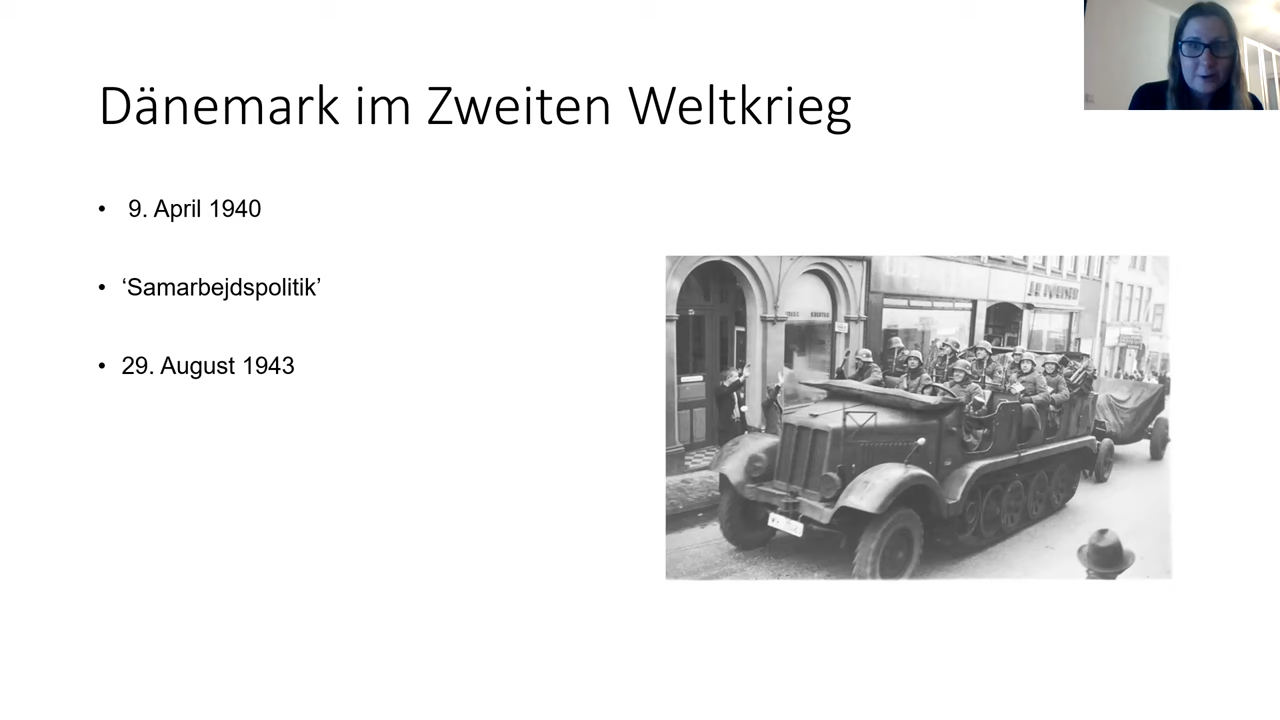 Dänemark im Zweiten Weltkrieg
• 9. April 1940
• ‘Samarbejdspolitik’
• 29. August 1943